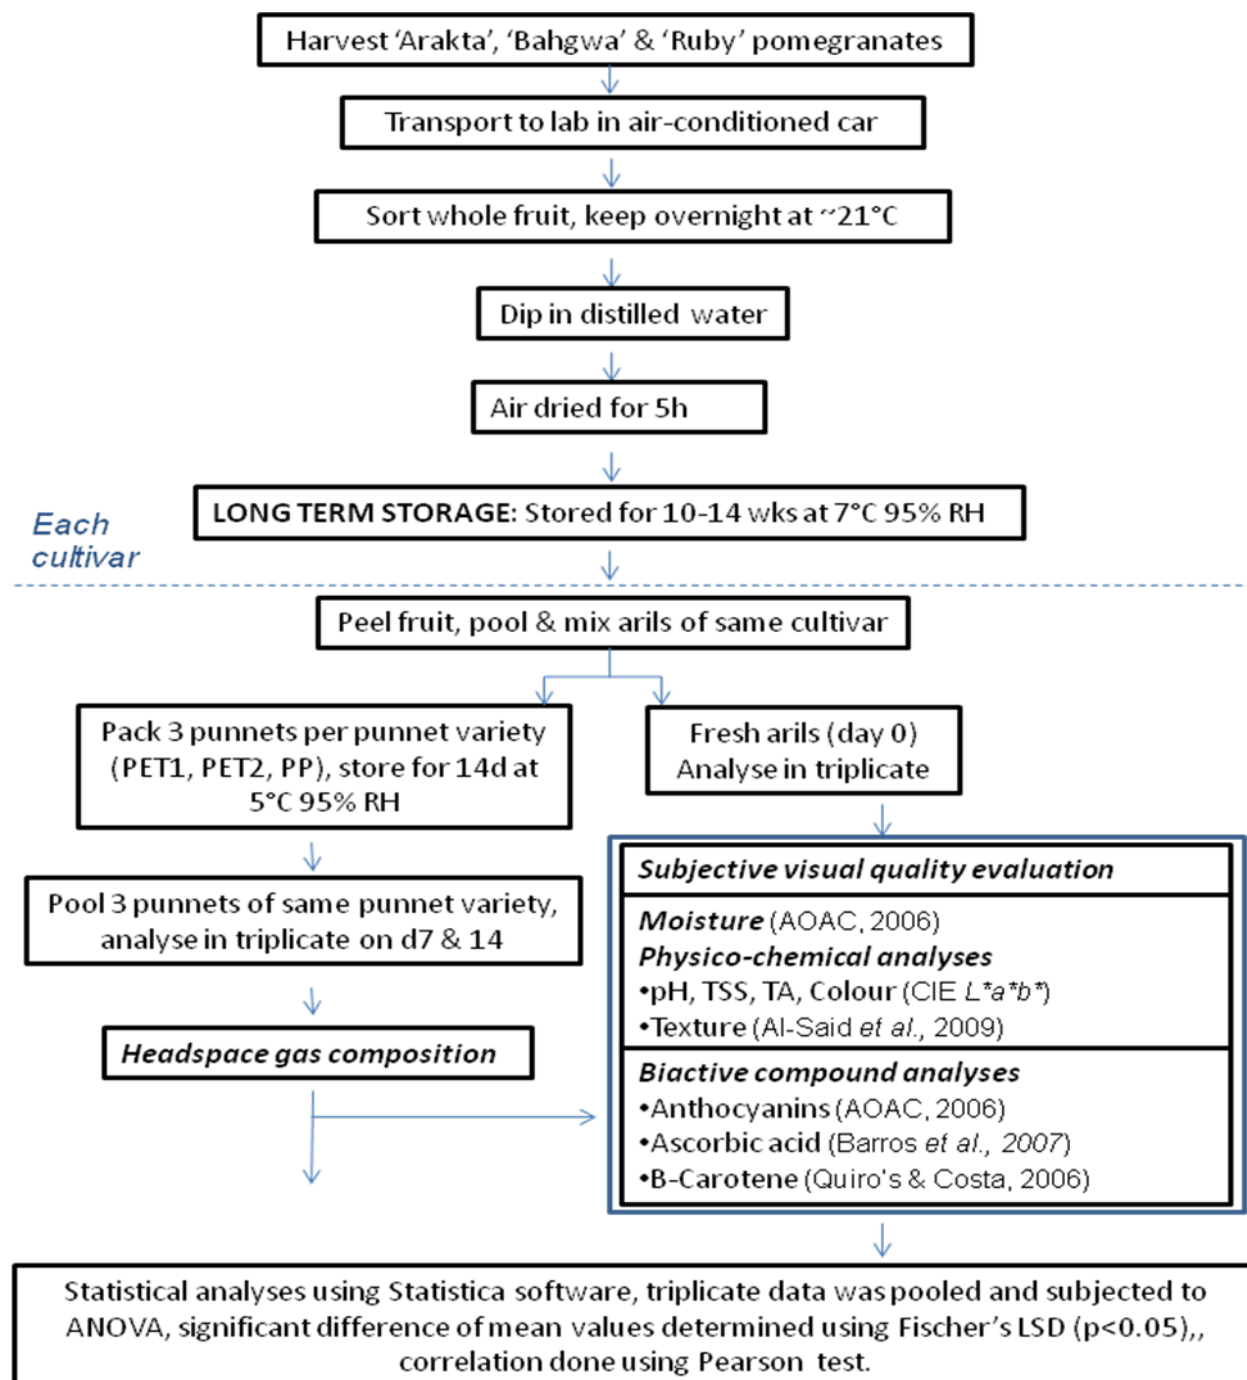 Harvest ‘Arakta’, ‘Bahgwa’ & ‘Ruby’ pomegranates
Transport to lab in air-conditioned car
Sort whole fruit, keep overnight at ~21°C
Dip in distilled water
Air dried for 5h
LONG TERM STORAGE: Stored for 10-14 wks at 7°C 95% RH
Each
cultivar
Peel fruit, pool & mix arils of same cultivar
Pack 3 punnets per punnet variety
(PET1, PET2, PP), store for 14d at
5°C 95% RH
Fresh arils (day 0)
Analyse in triplicate
Pool 3 punnets of same punnet variety,
analyse in triplicate on d7 & 14
Headspace gas composition
Subjective visual quality evaluation
Moisture (AOAC, 2006)
Physico-chemical analyses
•pH, TSS, TA, Colour (CIE L*a*b*)
•Texture (Al-Said et al., 2009)
Biactive compound analyses
•Anthocyanins (AOAC, 2006)
•Ascorbic acid (Barros et al., 2007)
•B-Carotene (Quiro's & Costa, 2006)
Statistical analyses using Statistica software, triplicate data was pooled and subjected to
ANOVA, significant difference of mean values determined using Fischer’s LSD (p<0.05),,
correlation done using Pearson test.